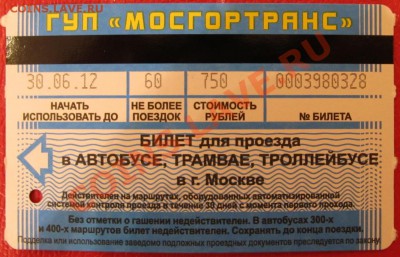 COINS.LAVE.RU
ГУП «МОСГОРТРАНС»
30.06.12 60 750 0003980328
НАЧАТЬ ИСПОЛЬЗОВАТЬ ДО
НЕ БОЛЕЕ ПОЕЗДОК
СТОИМОСТЬ РУБЛЕЙ
№ БИЛЕТА
БИЛЕТ для проезда
в АВТОБУСЕ, ТРАМВАЕ, ТРОЛЛЕЙБУСЕ
в г. Москве
Действителен на маршрутах, оборудованных автоматизированной
системой контроля проезда в течение 30 дней с момента первого прохода.
Без отметки о гашении недействителен. В автобусах 300-х
и 400-х маршрутов билет недействителен. Сохранять до конца поездки.
Подделка или использование заведомо подложных проездных документов преследуется по закону.